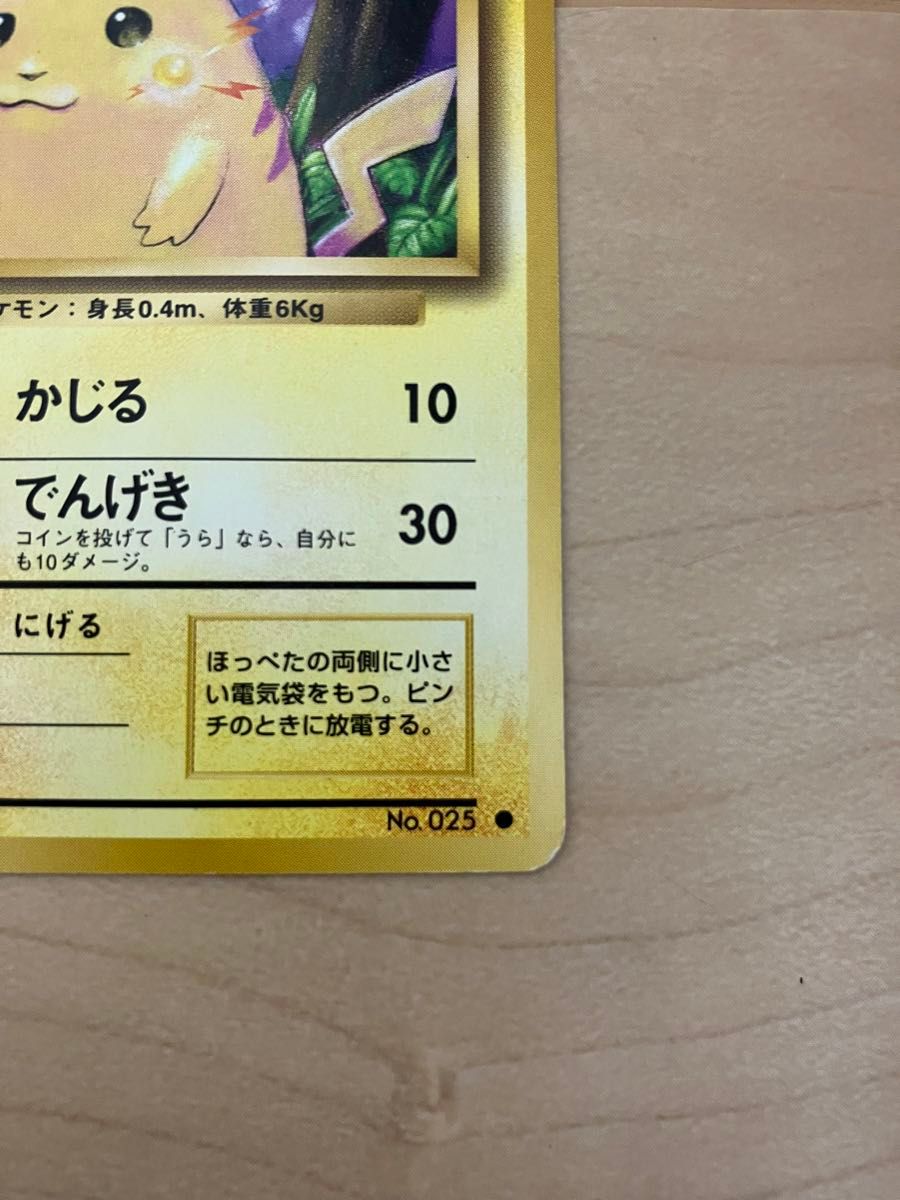 ケモン：身長0.4m、体重6Kg
かじる 10
でんげき 30
コインを投げて「うら」なら、自分に
も10ダメージ。
にげる
ほっぺたの両側に小さ
い電気袋をもつ。ピン
チのときに放電する。
No.025 ●